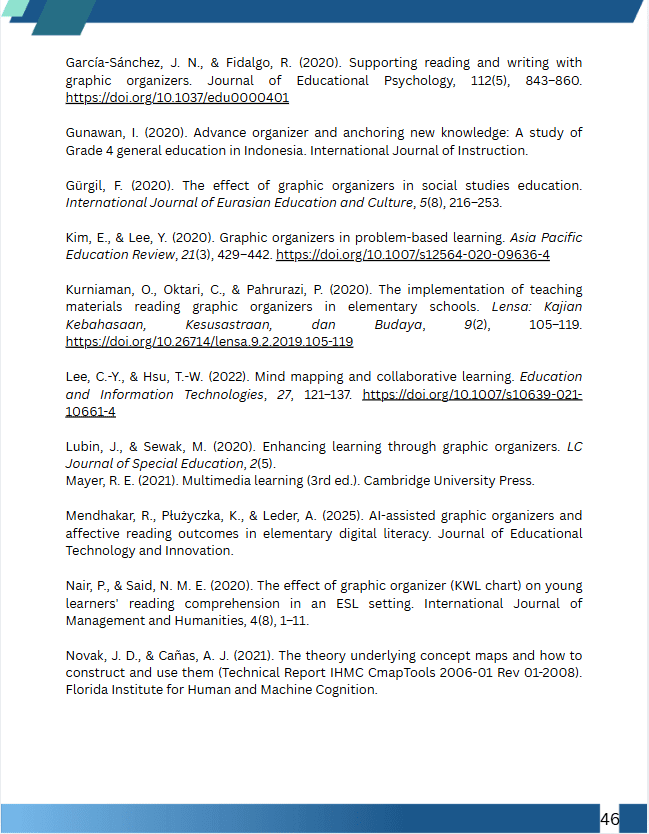 García-Sánchez, J. N., & Fidalgo, R. (2020). Supporting reading and writing with
graphic organizers. Journal of Educational Psychology, 112(5), 843–860.
https://doi.org/10.1037/edu0000401
Gunawan, I. (2020). Advance organizer and anchoring new knowledge: A study of
Grade 4 general education in Indonesia. International Journal of Instruction.
Gürgil, F. (2020). The effect of graphic organizers in social studies education.
International Journal of Eurasian Education and Culture, 5(8), 216–253.
Kim, E., & Lee, Y. (2020). Graphic organizers in problem-based learning. Asia Pacific
Education Review, 21(3), 429–442. https://doi.org/10.1007/s12564-020-09636-4
Kurniaman, O., Oktari, C., & Pahrurazi, P. (2020). The implementation of teaching
materials reading graphic organizers in elementary schools. Lensa: Kajian
Kebahasaan, Kesusastraan, dan Budaya, 9(2), 105–119.
https://doi.org/10.26714/lensa.9.2.2019.105-119
Lee, C.-Y., & Hsu, T.-W. (2022). Mind mapping and collaborative learning. Education
and Information Technologies, 27, 121–137. https://doi.org/10.1007/s10639-021-
10661-4
Lubin, J., & Sewak, M. (2020). Enhancing learning through graphic organizers. LC
Journal of Special Education, 2(5).
Mayer, R. E. (2021). Multimedia learning (3rd ed.). Cambridge University Press.
Mendhakar, R., Płużyczka, K., & Leder, A. (2025). AI-assisted graphic organizers and
affective reading outcomes in elementary digital literacy. Journal of Educational
Technology and Innovation.
Nair, P., & Said, N. M. E. (2020). The effect of graphic organizer (KWL chart) on young
learners' reading comprehension in an ESL setting. International Journal of
Management and Humanities, 4(8), 1–11.
Novak, J. D., & Cañas, A. J. (2021). The theory underlying concept maps and how to
construct and use them (Technical Report IHMC CmapTools 2006-01 Rev 01-2008).
Florida Institute for Human and Machine Cognition.
46